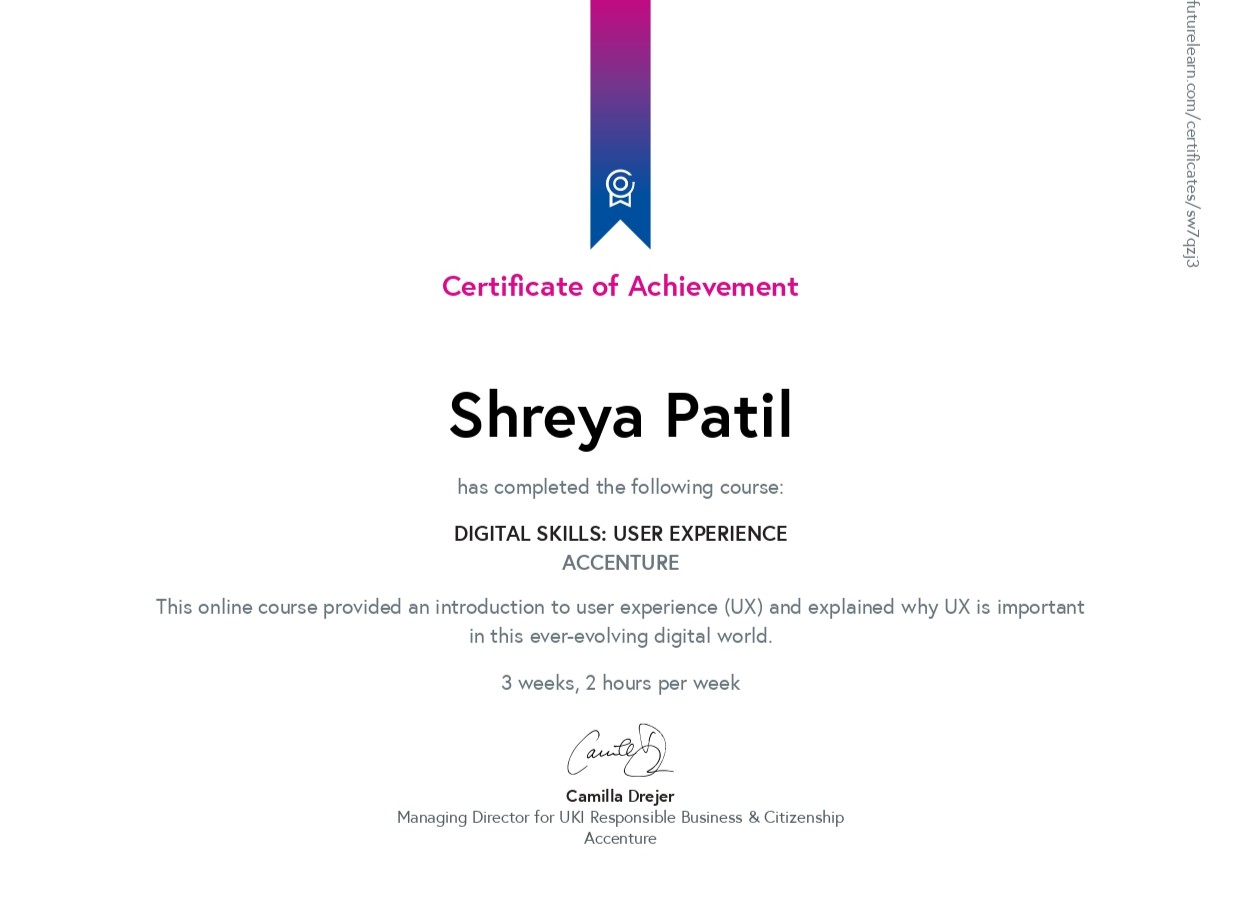 futurelearn.com/certificates/sw7qzj3
Certificate of Achievement
Shreya Patil
has completed the following course:
DIGITAL SKILLS: USER EXPERIENCE
ACCENTURE
This online course provided an introduction to user experience (UX) and explained why UX is important
in this ever-evolving digital world.
3 weeks, 2 hours per week
Camilla Drejer
Managing Director for UKI Responsible Business & Citizenship
Accenture